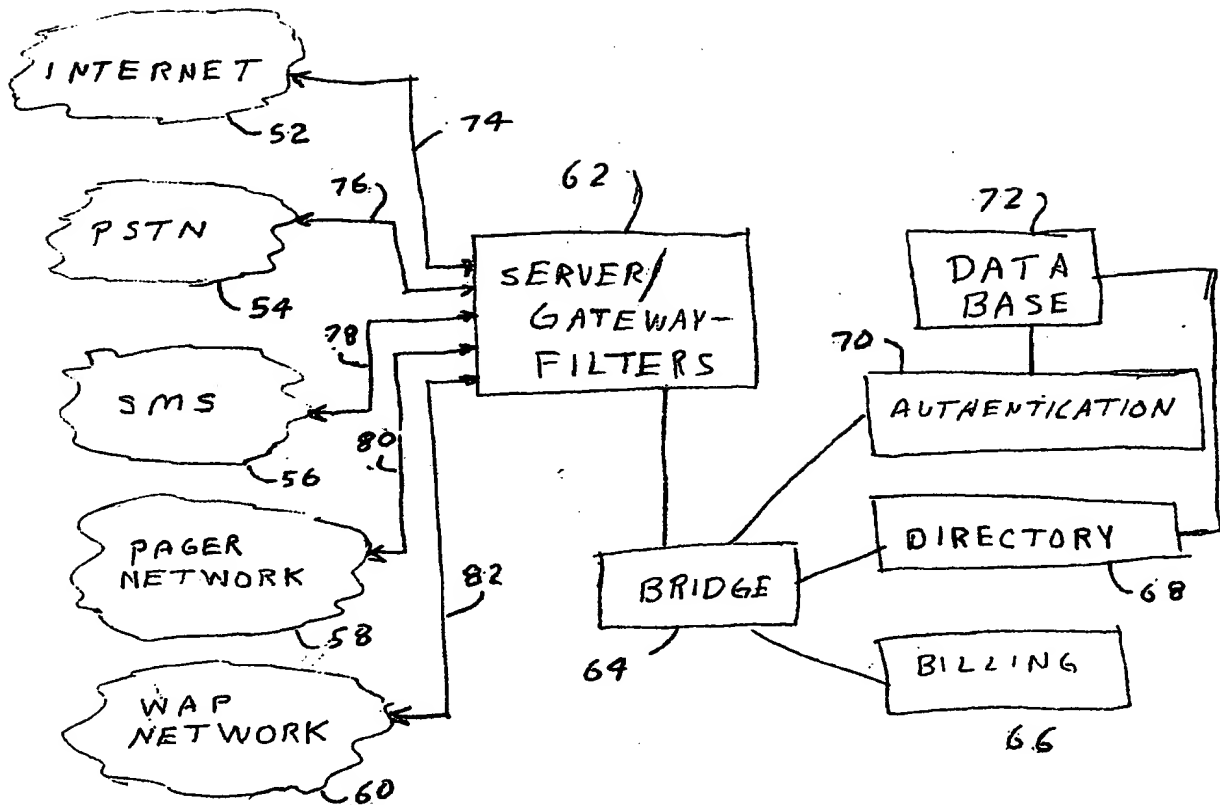 INTERNET
52
74
PSTN
54
76
SMS
56
78
PAGER
NETWORK
58
80
WAP
NETWORK
60
82
62
SERVER/
GATEWAY-
FILTERS
BRIDGE
64
72
DATA
BASE
70
AUTHENTICATION
DIRECTORY
68
BILLING
66